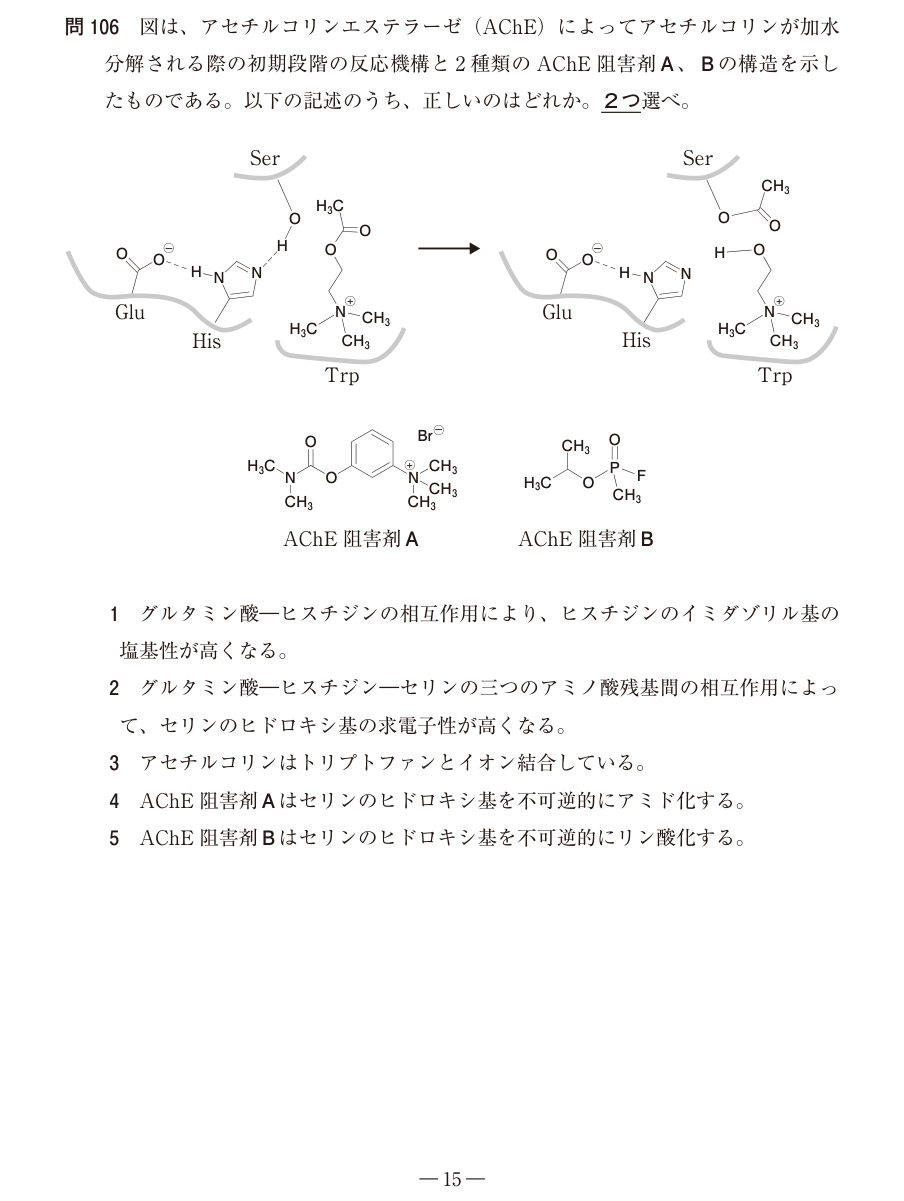 問 106　図は、アセチルコリンエステラーゼ（AChE）によってアセチルコリンが加水
分解される際の初期段階の反応機構と２種類の AChE 阻害剤A、Bの構造を示し
たものである。以下の記述のうち、正しいのはどれか。２つ選べ。
Ser
H₃C CH₃
O
O
O
H
O
O⊖
H
N
N
Glu
His
N⊕
H₃C
CH₃
CH₃
Trp
Ser
O
CH₃
O
H
O
O
O⊖
H
N
N
Glu
His
N⊕
H₃C
CH₃
CH₃
Trp
H₃C
N
CH₃
O
O
Br⊖
N⊕
CH₃
CH₃
CH₃
AChE 阻害剤 A
CH₃
H₃C
O
O
P
F
CH₃
AChE 阻害剤 B
1　グルタミン酸―ヒスチジンの相互作用により、ヒスチジンのイミダゾリル基の
塩基性が高くなる。
2　グルタミン酸―ヒスチジン―セリンの三つのアミノ酸残基間の相互作用によっ
て、セリンのヒドロキシ基の求電子性が高くなる。
3　アセチルコリンはトリプトファンとイオン結合している。
4　AChE 阻害剤Aはセリンのヒドロキシ基を不可逆的にアミド化する。
5　AChE 阻害剤Bはセリンのヒドロキシ基を不可逆的にリン酸化する。
― 15 ―